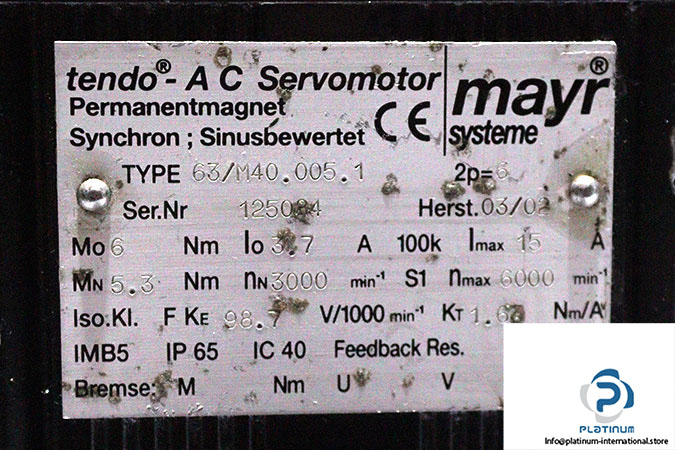 tendo®- AC Servomotor
mayr®
Permanentmagnet
Synchron ; Sinusbewertet CE
systeme
TYPE 63/M40.005.1 2p=6
Ser.Nr 125084 Herst. 03/02
Mo 6 Nm Io 3.7 A 100k Imax 15 A
MN 5.3 Nm nN 3000 min-1 S1 nmax 6000 min-1
Iso.Kl. F KE 98.7 V/1000 min-1 KT Nm/A
IMB5 IP 65 IC 40 Feedback Res.
Bremse: M Nm U V
PLATINUM
Info@platinum-international.store